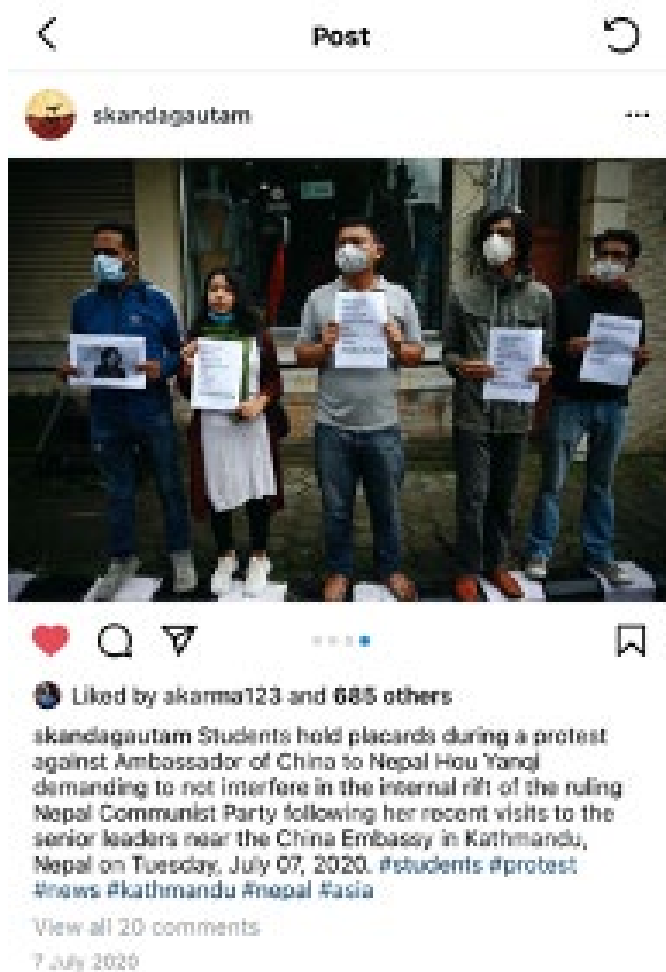 Post
skandagautam
Liked by akarma123 and 685 others
skandagautam Students hold placards during a protest
against Ambassador of China to Nepal Hou Yanqi
demanding to not interfere in the internal rift of the ruling
Nepal Communist Party following her recent visits to the
senior leaders near the China Embassy in Kathmandu,
Nepal on Tuesday, July 07, 2020. #students #protest
#news #kathmandu #nepal #asia
View all 20 comments
7 July 2020